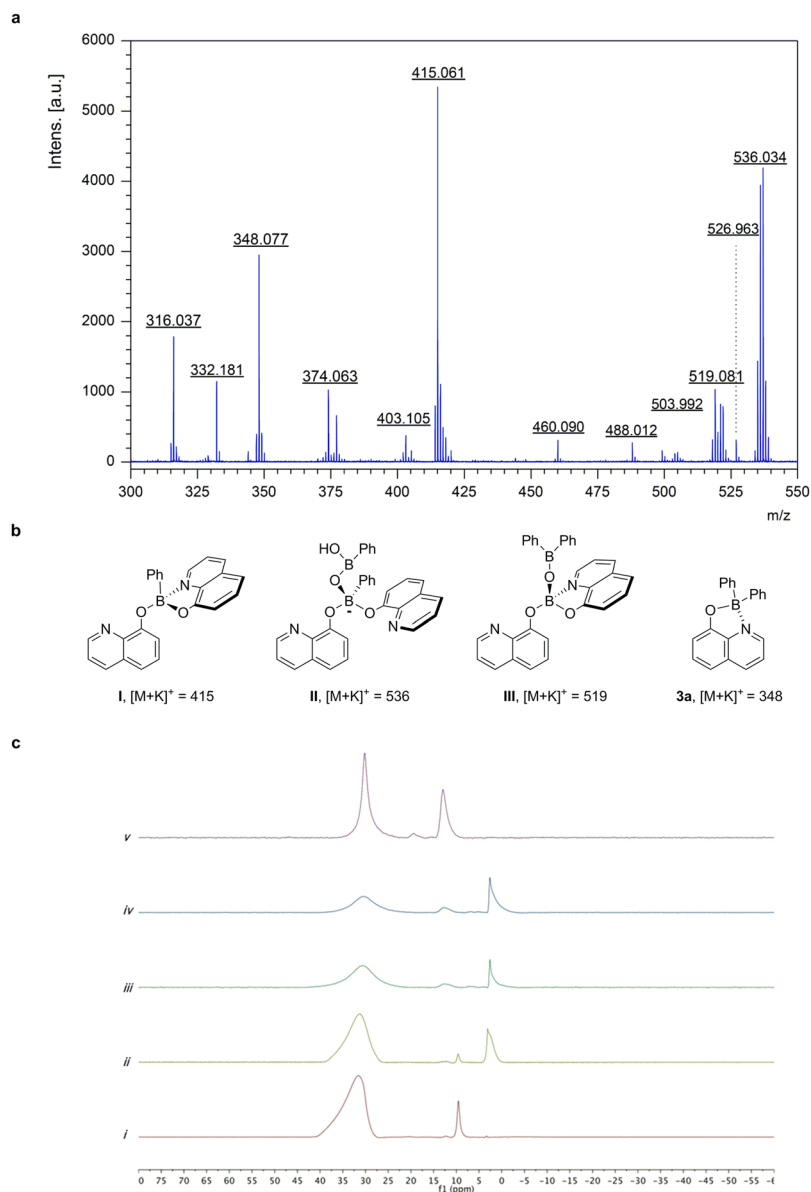 a
Intens. [a.u.]
6000
5000
4000
3000
2000
1000
0
415.061
536.034
526.963
348.077
316.037
332.181
374.063
403.105
460.090
488.012
503.992
519.081
300 325 350 375 400 425 450 475 500 525 550
m/z
b
Ph
B
N
O
O
N
I, [M+K]+ = 415
HO
Ph
B
O
Ph
B
O
O
N
N
II, [M+K]+ = 536
Ph
Ph
B
O
N
B
O
O
N
III, [M+K]+ = 519
Ph
Ph
O
B
N
3a, [M+K]+ = 348
c
v
iv
iii
ii
i
80 75 70 65 60 55 50 45 40 35 30 25 20 15 10 5 0 -5 -10 -15 -20 -25 -30 -35 -40 -45 -50 -55 -6
f1 (ppm)